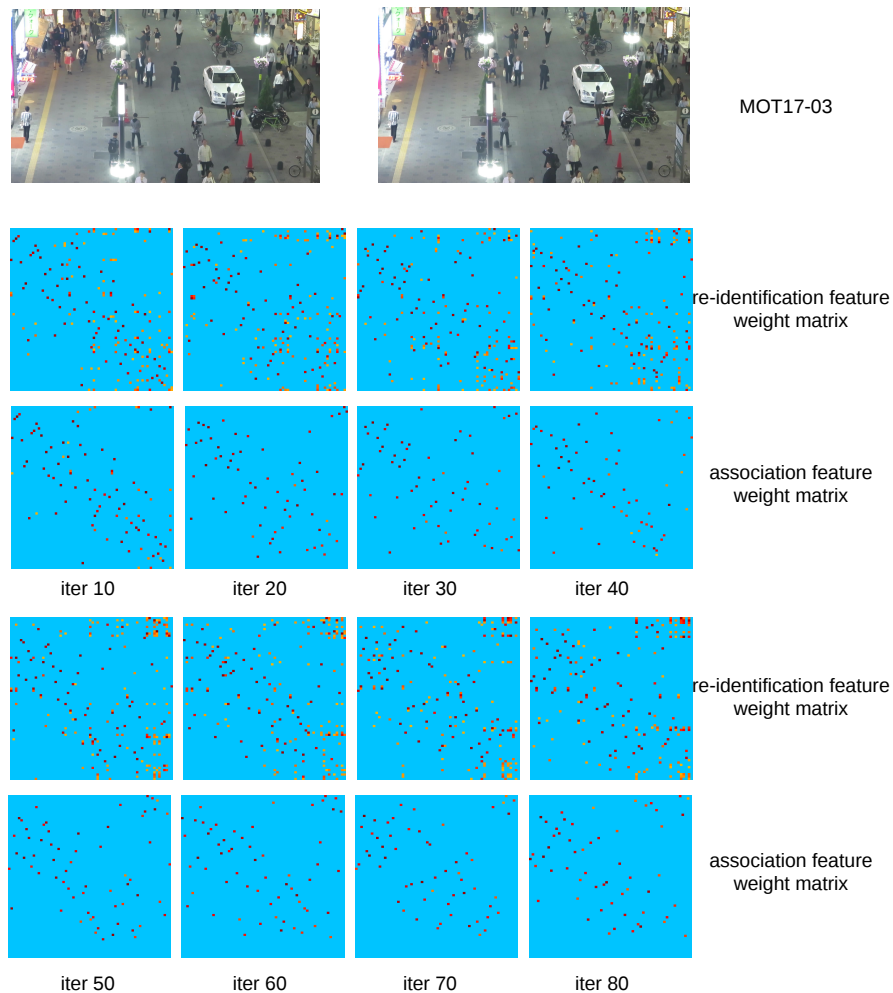 MOT17-03
re-identification feature
weight matrix
association feature
weight matrix
iter 10 iter 20 iter 30 iter 40
re-identification feature
weight matrix
association feature
weight matrix
iter 50 iter 60 iter 70 iter 80